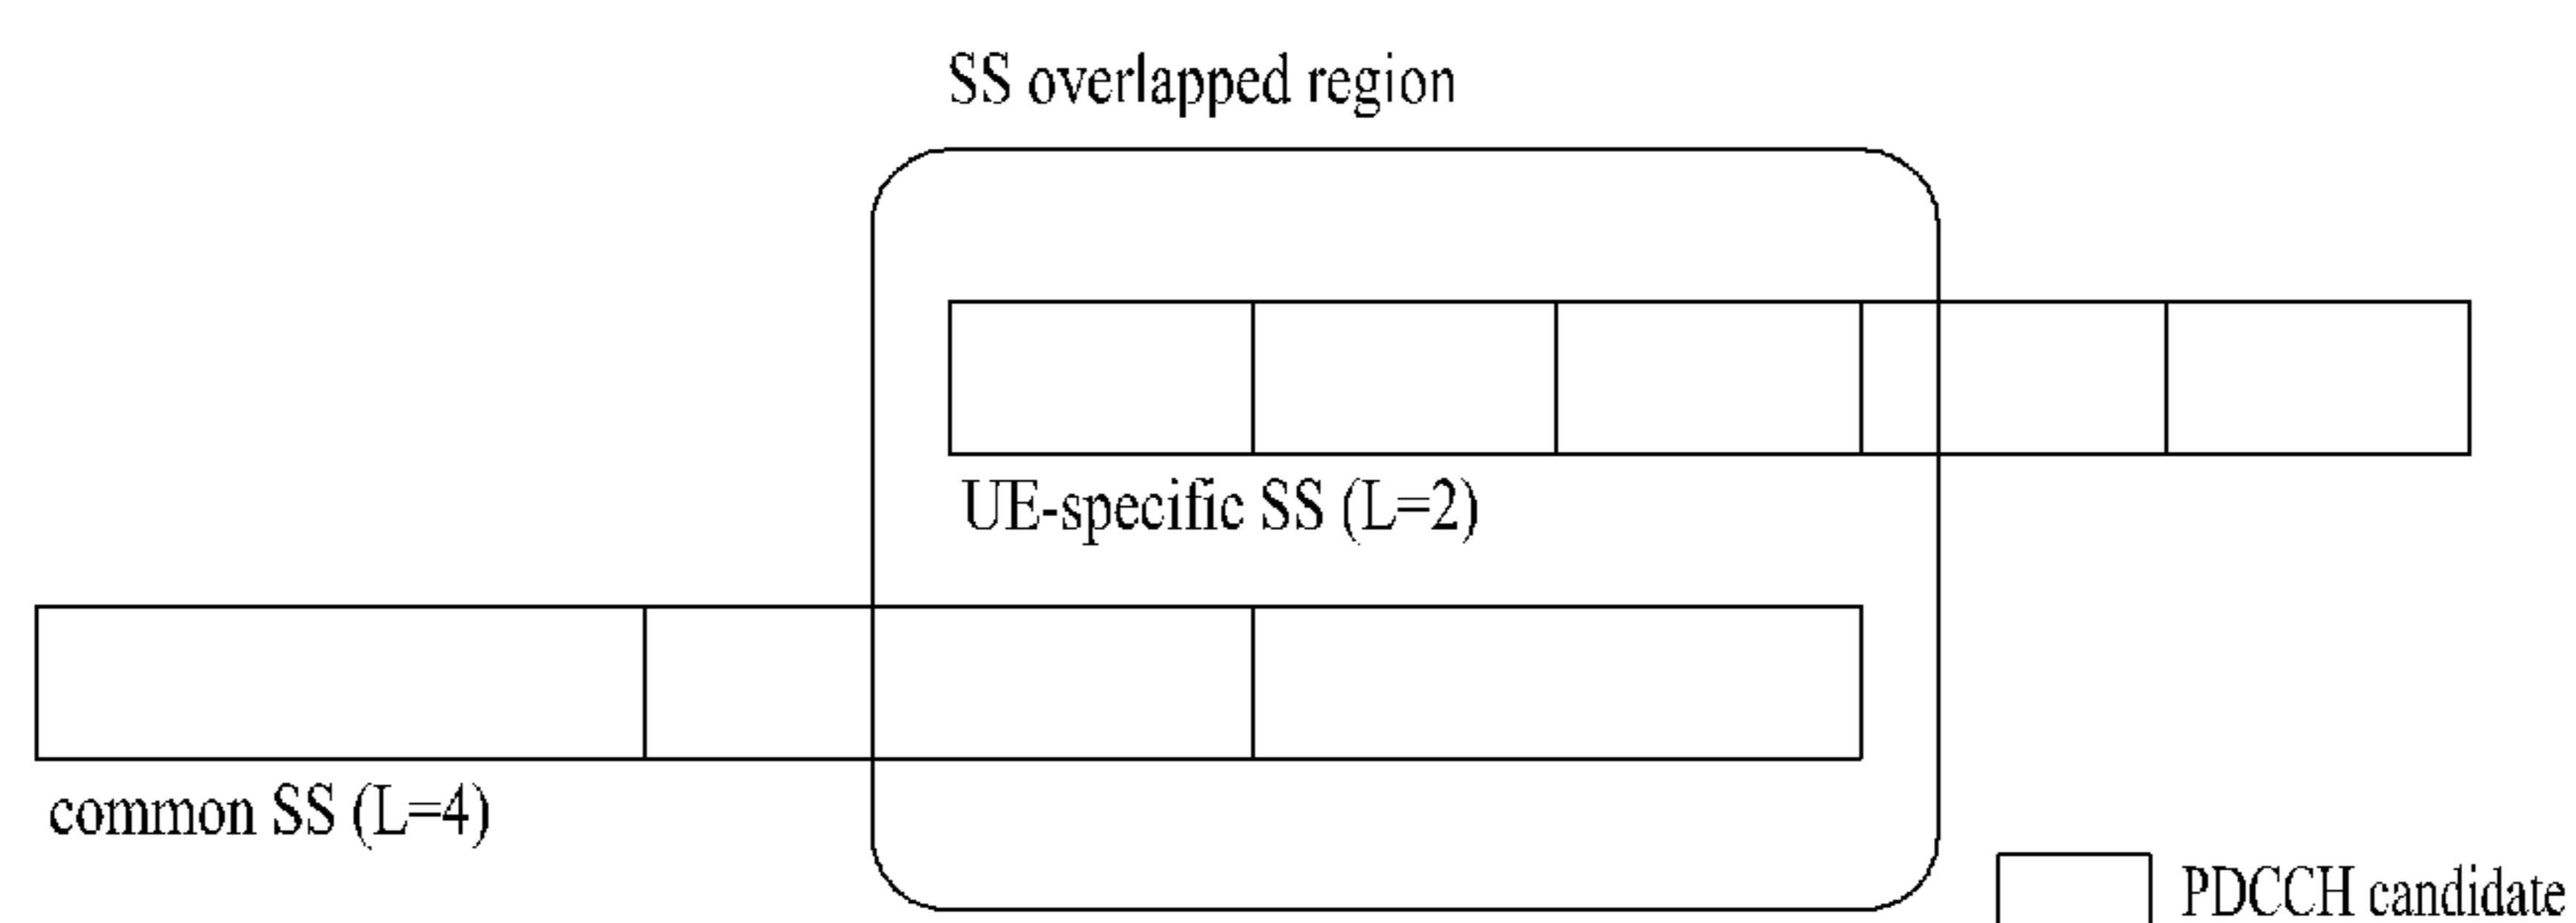 SS overlapped region
UE-specific SS (L=2)
common SS (L=4)
PDCCH candidate